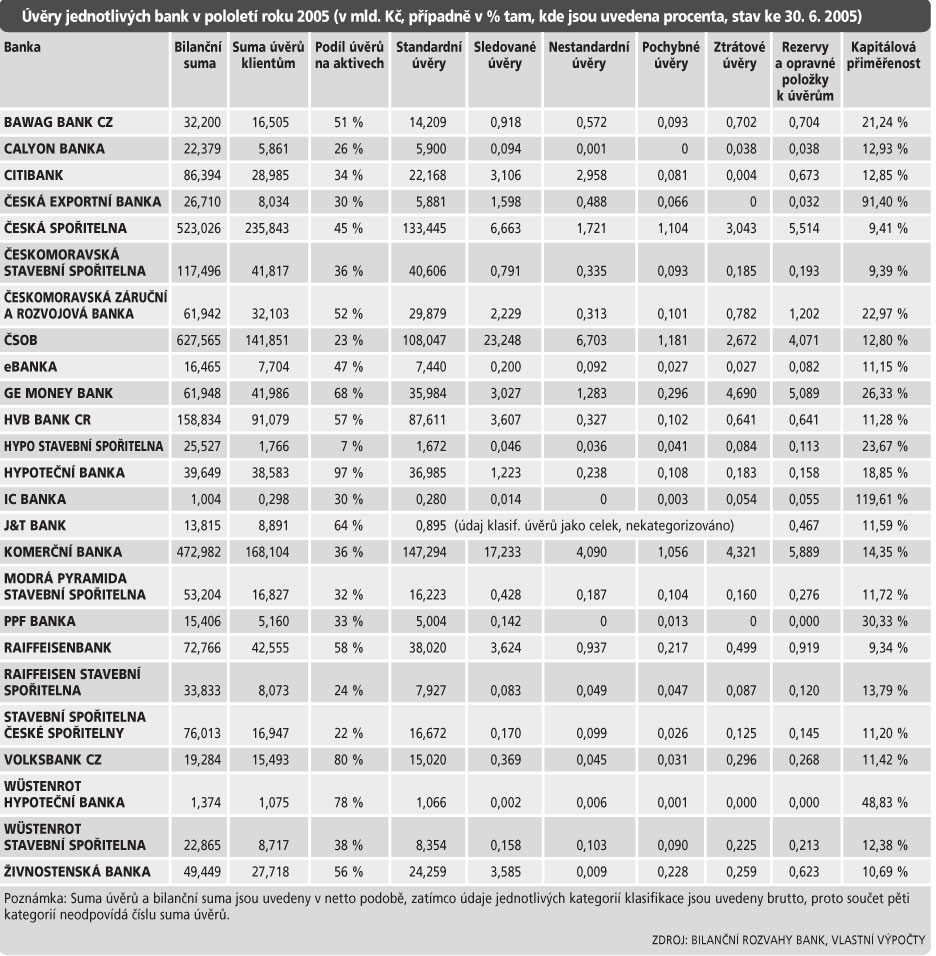 Úvěry jednotlivých bank v pololetí roku 2005 (v mld. Kč, případně v % tam, kde jsou uvedena procenta, stav ke 30. 6. 2005)
Banka Bilanční suma Suma úvěrů klientům Podíl úvěrů na aktivech Standardní úvěry Sledované úvěry Nestandardní úvěry Pochybné úvěry Ztrátové úvěry Rezervy a opravné položky k úvěrům Kapitálová přiměřenost
BAWAG BANK CZ 32,200 16,505 51 % 14,209 0,918 0,572 0,093 0,702 0,704 21,24 %
CALYON BANKA 22,379 5,861 26 % 5,900 0,094 0,001 0 0,038 0,038 12,93 %
CITIBANK 86,394 28,985 34 % 22,168 3,106 2,958 0,081 0,004 0,673 12,85 %
ČESKÁ EXPORTNÍ BANKA 26,710 8,034 30 % 5,881 1,598 0,488 0,066 0 0,032 91,40 %
ČESKÁ SPOŘITELNA 523,026 235,843 45 % 133,445 6,663 1,721 1,104 3,043 5,514 9,41 %
ČESKOMORAVSKÁ
STAVEBNÍ SPOŘITELNA 117,496 41,817 36 % 40,606 0,791 0,335 0,093 0,185 0,193 9,39 %
ČESKOMORAVSKÁ ZÁRUČNÍ
A ROZVOJOVÁ BANKA 61,942 32,103 52 % 29,879 2,229 0,313 0,101 0,782 1,202 22,97 %
ČSOB 627,565 141,851 23 % 108,047 23,248 6,703 1,181 2,672 4,071 12,80 %
eBANKA 16,465 7,704 47 % 7,440 0,200 0,092 0,027 0,027 0,082 11,15 %
GE MONEY BANK 61,948 41,986 68 % 35,984 3,027 1,283 0,296 4,690 5,089 26,33 %
HVB BANK CR 158,834 91,079 57 % 87,611 3,607 0,327 0,102 0,641 0,641 11,28 %
HYPO STAVEBNÍ SPOŘITELNA 25,527 1,766 7 % 1,672 0,046 0,036 0,041 0,084 0,113 23,67 %
HYPOTEČNÍ BANKA 39,649 38,583 97 % 36,985 1,223 0,238 0,108 0,183 0,158 18,85 %
IC BANKA 1,004 0,298 30 % 0,280 0,014 0 0,003 0,054 0,055 119,61 %
J&T BANK 13,815 8,891 64 % 0,895 (údaj klasif. úvěrů jako celek, nekategorizováno) 0,467 11,59 %
KOMERČNÍ BANKA 472,982 168,104 36 % 147,294 17,233 4,090 1,056 4,321 5,889 14,35 %
MODRÁ PYRAMIDA
STAVEBNÍ SPOŘITELNA 53,204 16,827 32 % 16,223 0,428 0,187 0,104 0,160 0,276 11,72 %
PPF BANKA 15,406 5,160 33 % 5,004 0,142 0 0,013 0 0,000 30,33 %
RAIFFEISENBANK 72,766 42,555 58 % 38,020 3,624 0,937 0,217 0,499 0,919 9,34 %
RAIFFEISEN STAVEBNÍ
SPOŘITELNA 33,833 8,073 24 % 7,927 0,083 0,049 0,047 0,087 0,120 13,79 %
STAVEBNÍ SPOŘITELNA
ČESKÉ SPOŘITELNY 76,013 16,947 22 % 16,672 0,170 0,099 0,026 0,125 0,145 11,20 %
VOLKSBANK CZ 19,284 15,493 80 % 15,020 0,369 0,045 0,031 0,296 0,268 11,42 %
WÜSTENROT
HYPOTEČNÍ BANKA 1,374 1,075 78 % 1,066 0,002 0,006 0,001 0,000 0,000 48,83 %
WÜSTENROT
STAVEBNÍ SPOŘITELNA 22,865 8,717 38 % 8,354 0,158 0,103 0,090 0,225 0,213 12,38 %
ŽIVNOSTENSKÁ BANKA 49,449 27,718 56 % 24,259 3,585 0,009 0,228 0,259 0,623 10,69 %
Poznámka: Suma úvěrů a bilanční suma jsou uvedeny v netto podobě, zatímco údaje jednotlivých kategorií klasifikace jsou uvedeny brutto, proto součet pěti
kategorií neodpovídá číslu suma úvěrů.
ZDROJ: BILANČNÍ ROZVAHY BANK, VLASTNÍ VÝPOČTY